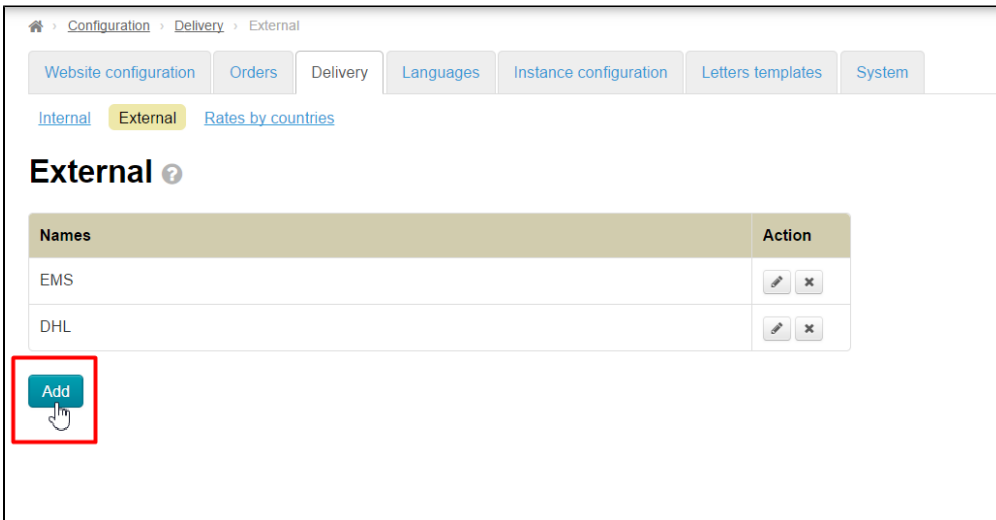 Configuration › Delivery › External
Website configuration Orders Delivery Languages Instance configuration Letters templates System
Internal External Rates by countries
External ?
Names Action
EMS
DHL
Add